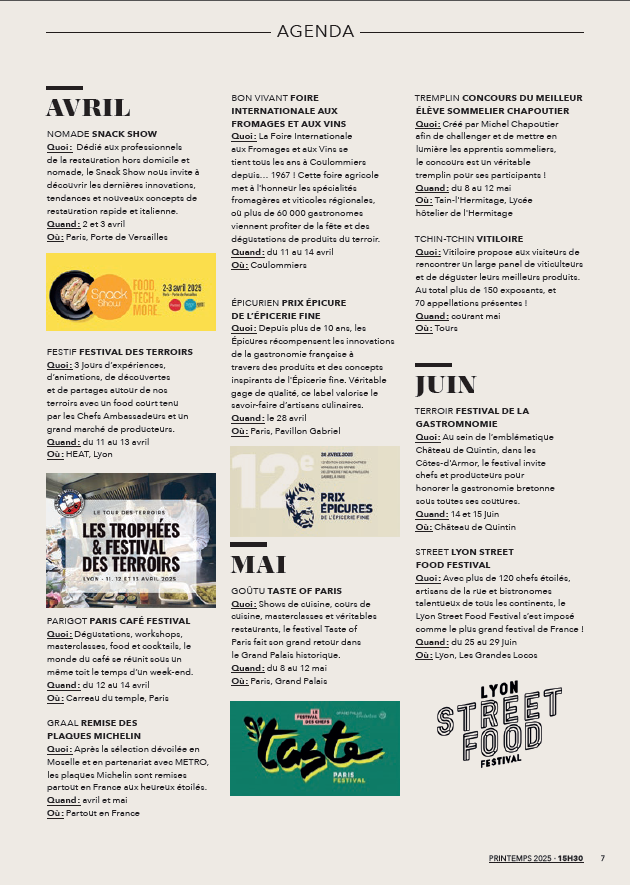 AGENDA
AVRIL
NOMADE SNACK SHOW
Quoi : Dédié aux professionnels
de la restauration hors domicile et
nomade, le Snack Show nous invite à
découvrir les dernières innovations,
tendances et nouveaux concepts de
restauration rapide et italienne.
Quand : 2 et 3 avril
Où : Paris, Porte de Versailles
Snack
Show
FOOD,
TECH &
MORE.
2-3 avril 2025
Paris - Porte de Versailles
FESTIF FESTIVAL DES TERROIRS
Quoi : 3 Jours d'expériences,
d'animations, de découvertes
et de partages autour de nos
terroirs avec un food court tenu
par les Chefs Ambassadeurs et un
grand marché de producteurs.
Quand : du 11 au 13 avril
Où : HEAT, Lyon
LE TOUR DES TERROIRS
LES TROPHÉES
& FESTIVAL
DES TERROIRS
LYON - 11, 12 ET 13 AVRIL 2025
PARIGOT PARIS CAFÉ FESTIVAL
Quoi : Dégustations, workshops,
masterclasses, food et cocktails, le
monde du café se réunit sous un
même toit le temps d'un week-end.
Quand : du 12 au 14 avril
Où : Carreau du temple, Paris
GRAAL REMISE DES
PLAQUES MICHELIN
Quoi : Après la sélection dévoilée en
Moselle et en partenariat avec METRO,
les plaques Michelin sont remises
partout en France aux heureux étoilés.
Quand : avril et mai
Où : Partout en France
BON VIVANT FOIRE
INTERNATIONALE AUX
FROMAGES ET AUX VINS
Quoi : La Foire Internationale
aux Fromages et aux Vins se
tient tous les ans à Coulommiers
depuis… 1967 ! Cette foire agricole
met à l'honneur les spécialités
fromagères et viticoles régionales,
où plus de 60 000 gastronomes
viennent profiter de la fête et des
dégustations de produits du terroir.
Quand : du 11 au 14 avril
Où : Coulommiers
ÉPICURIEN PRIX ÉPICURE
DE L'ÉPICERIE FINE
Quoi : Depuis plus de 10 ans, les
Épicures récompensent les innovations
de la gastronomie française à
travers des produits et des concepts
inspirants de l'Épicerie fine. Véritable
gage de qualité, ce label valorise le
savoir-faire d'artisans culinaires.
Quand : le 28 avril
Où : Paris, Pavillon Gabriel
12e
28 AVRIL 2025
PRIX
ÉPICURES
DE L'ÉPICERIE FINE
MAI
GOÛTU TASTE OF PARIS
Quoi : Shows de cuisine, cours de
cuisine, masterclasses et véritables
restaurants, le festival Taste of
Paris fait son grand retour dans
le Grand Palais historique.
Quand : du 8 au 12 mai
Où : Paris, Grand Palais
LE
FESTIVAL
DES CHEFS
taste
PARIS
FESTIVAL
TREMPLIN CONCOURS DU MEILLEUR
ÉLÈVE SOMMELIER CHAPOUTIER
Quoi : Créé par Michel Chapoutier
afin de challenger et de mettre en
lumière les apprentis sommeliers,
le concours est un véritable
tremplin pour ses participants !
Quand : du 8 au 12 mai
Où : Tain-l'Hermitage, Lycée
hôtelier de l'Hermitage
TCHIN-TCHIN VITILOIRE
Quoi : Vitiloire propose aux visiteurs de
rencontrer un large panel de viticulteurs
et de déguster leurs meilleurs produits.
Au total plus de 150 exposants, et
70 appellations présentes !
Quand : courant mai
Où : Tours
JUIN
TERROIR FESTIVAL DE LA
GASTROMNOMIE
Quoi : Au sein de l'emblématique
Château de Quintin, dans les
Côtes-d'Armor, le festival invite
chefs et producteurs pour
honorer la gastronomie bretonne
sous toutes ses coutures.
Quand : 14 et 15 Juin
Où : Château de Quintin
STREET LYON STREET
FOOD FESTIVAL
Quoi : Avec plus de 120 chefs étoilés,
artisans de la rue et bistronomes
talentueux de tous les continents, le
Lyon Street Food Festival s'est imposé
comme le plus grand festival de France !
Quand : du 25 au 29 Juin
Où : Lyon, Les Grandes Locos
LYON
STREET
FOOD
FESTIVAL
PRINTEMPS 2025 · 15H30 7